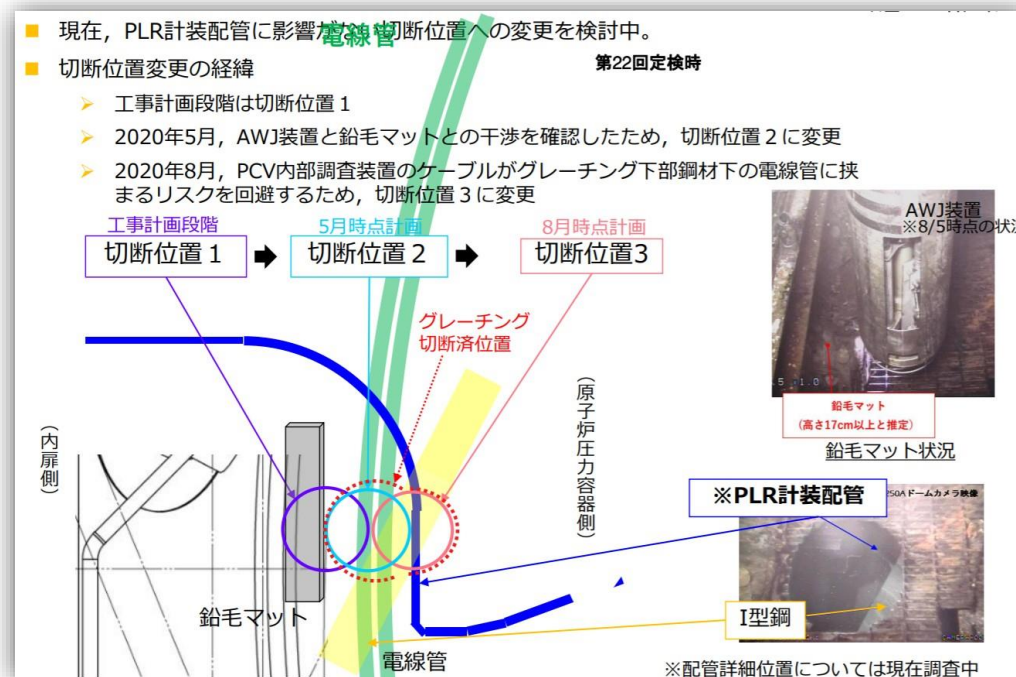 ■ 現在，PLR計装配管に影響がない切断位置への変更を検討中。
電線管
■ 切断位置変更の経緯
第22回定検時
➢ 工事計画段階は切断位置１
➢ 2020年5月，AWJ装置と鉛毛マットとの干渉を確認したため，切断位置２に変更
➢ 2020年8月，PCV内部調査装置のケーブルがグレーチング下部鋼材下の電線管に挟
まるリスクを回避するため，切断位置３に変更
工事計画段階
切断位置１
5月時点計画
切断位置２
8月時点計画
切断位置3
AWJ装置
※8/5時点の状況
グレーチング
切断済位置
（内扉側）
（原子炉圧力容器側）
鉛毛マット
(高さ17cm以上と推定)
鉛毛マット状況
※PLR計装配管
250Aドームカメラ映像
鉛毛マット
I型鋼
電線管
※配管詳細位置については現在調査中